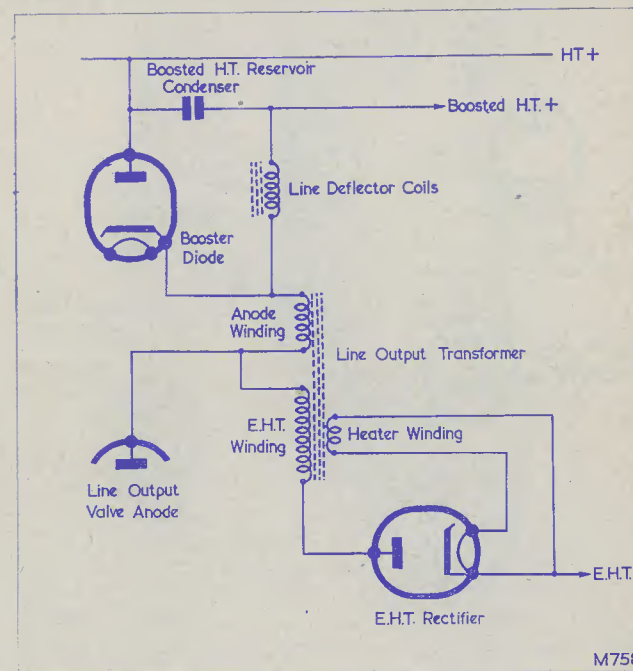 HT+
Boosted H.T. Reservoir
Condenser
Boosted H.T.+
Line Deflector Coils
Booster
Diode
Anode
Winding
Line Output Transformer
E.H.T.
Winding
Heater Winding
Line Output
Valve Anode
E.H.T.
E.H.T. Rectifier
M758